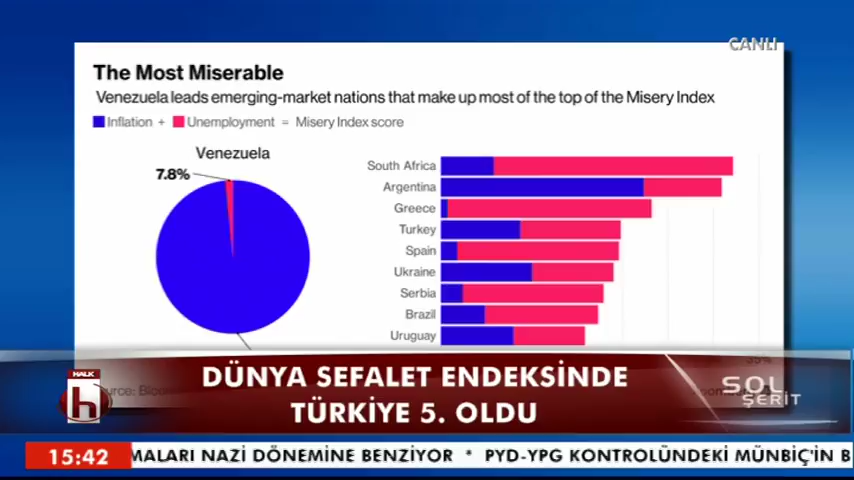 CANLI
The Most Miserable
Venezuela leads emerging-market nations that make up most of the top of the Misery Index
Inflation + Unemployment = Misery Index score
Venezuela
7.8%
South Africa
Argentina
Greece
Turkey
Spain
Ukraine
Serbia
Brazil
Uruguay
35%
HALK
h
DÜNYA SEFALET ENDEKSİNDE
TÜRKİYE 5. OLDU
SOL
ŞERİT
15:42
MALARI NAZİ DÖNEMİNE BENZİYOR * PYD-YPG KONTROLÜNDEKİ MÜNBİÇ'İN B